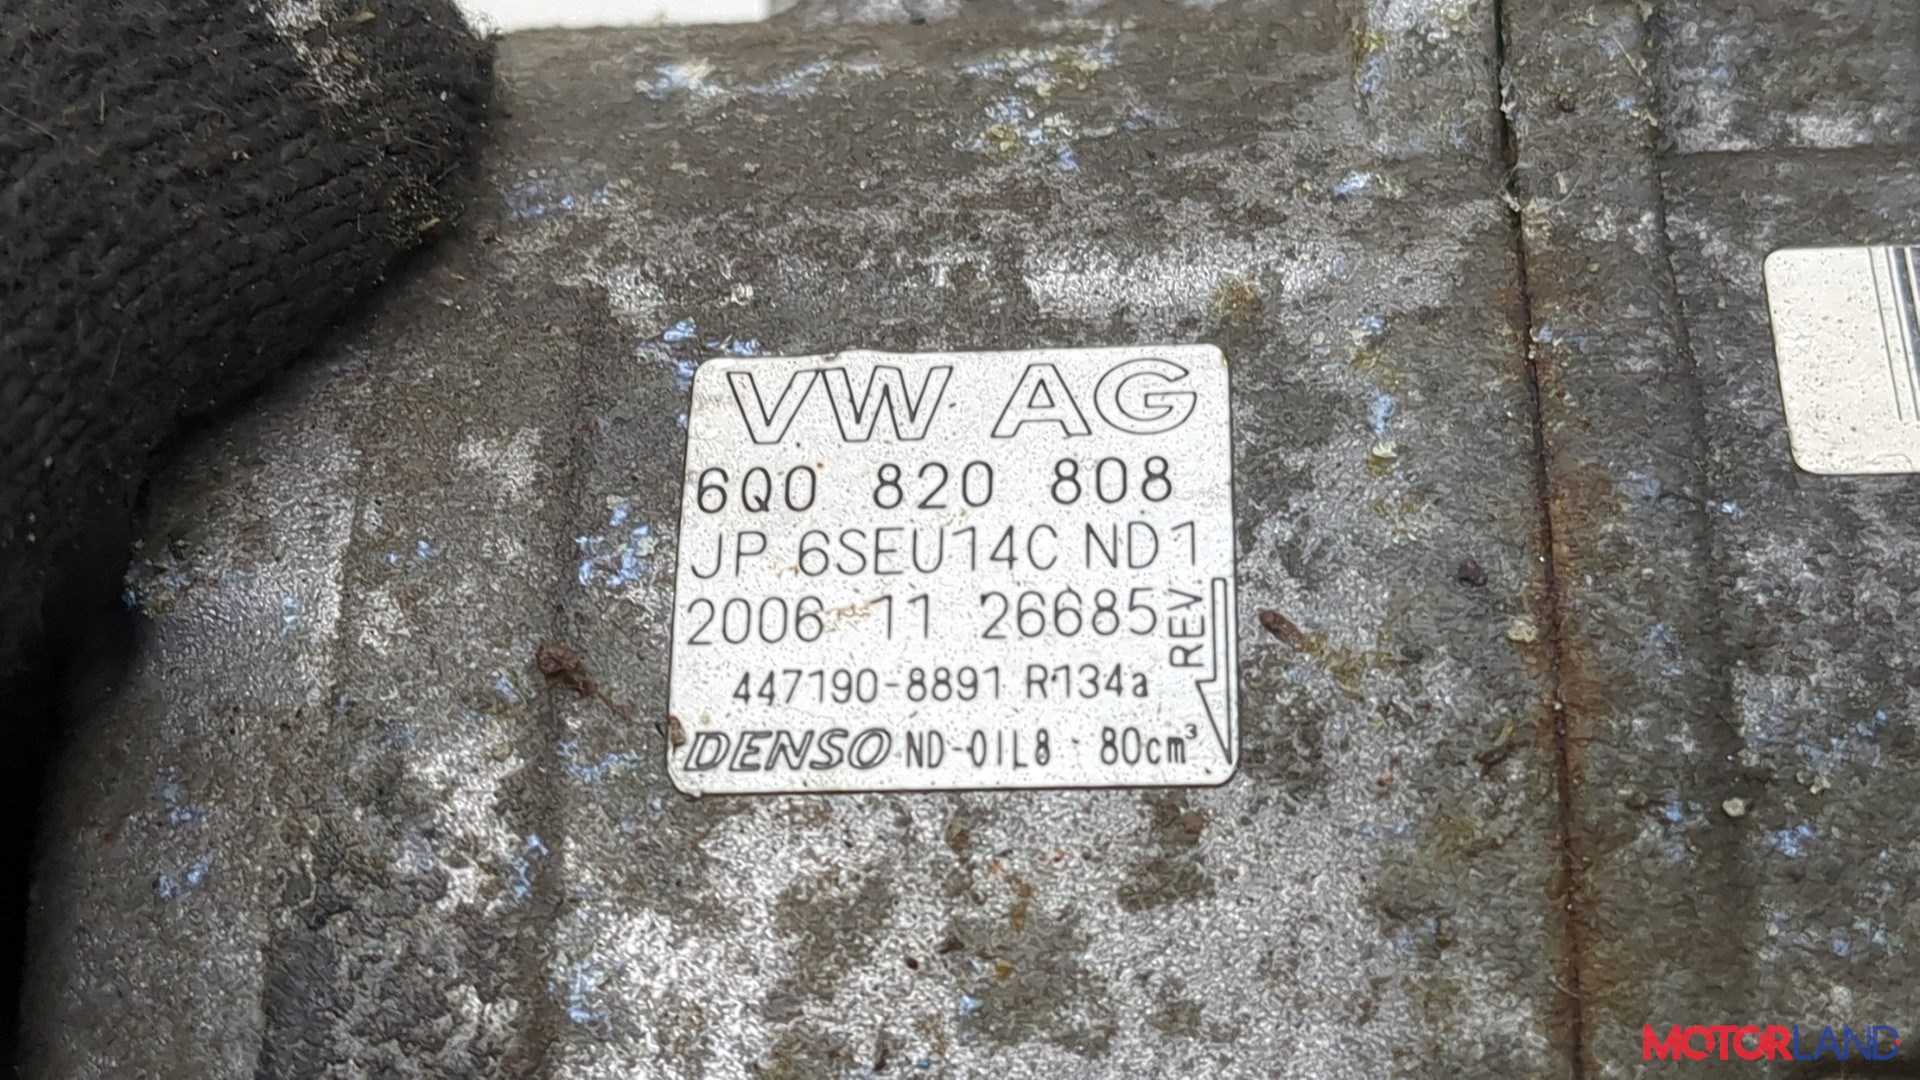 VW AG
6Q0 820 808
JP 6SEU14C ND1
2006 11 26685
REV.
447190-8891 R134a
DENSO ND-OIL8 80cm³
MOTORLAND